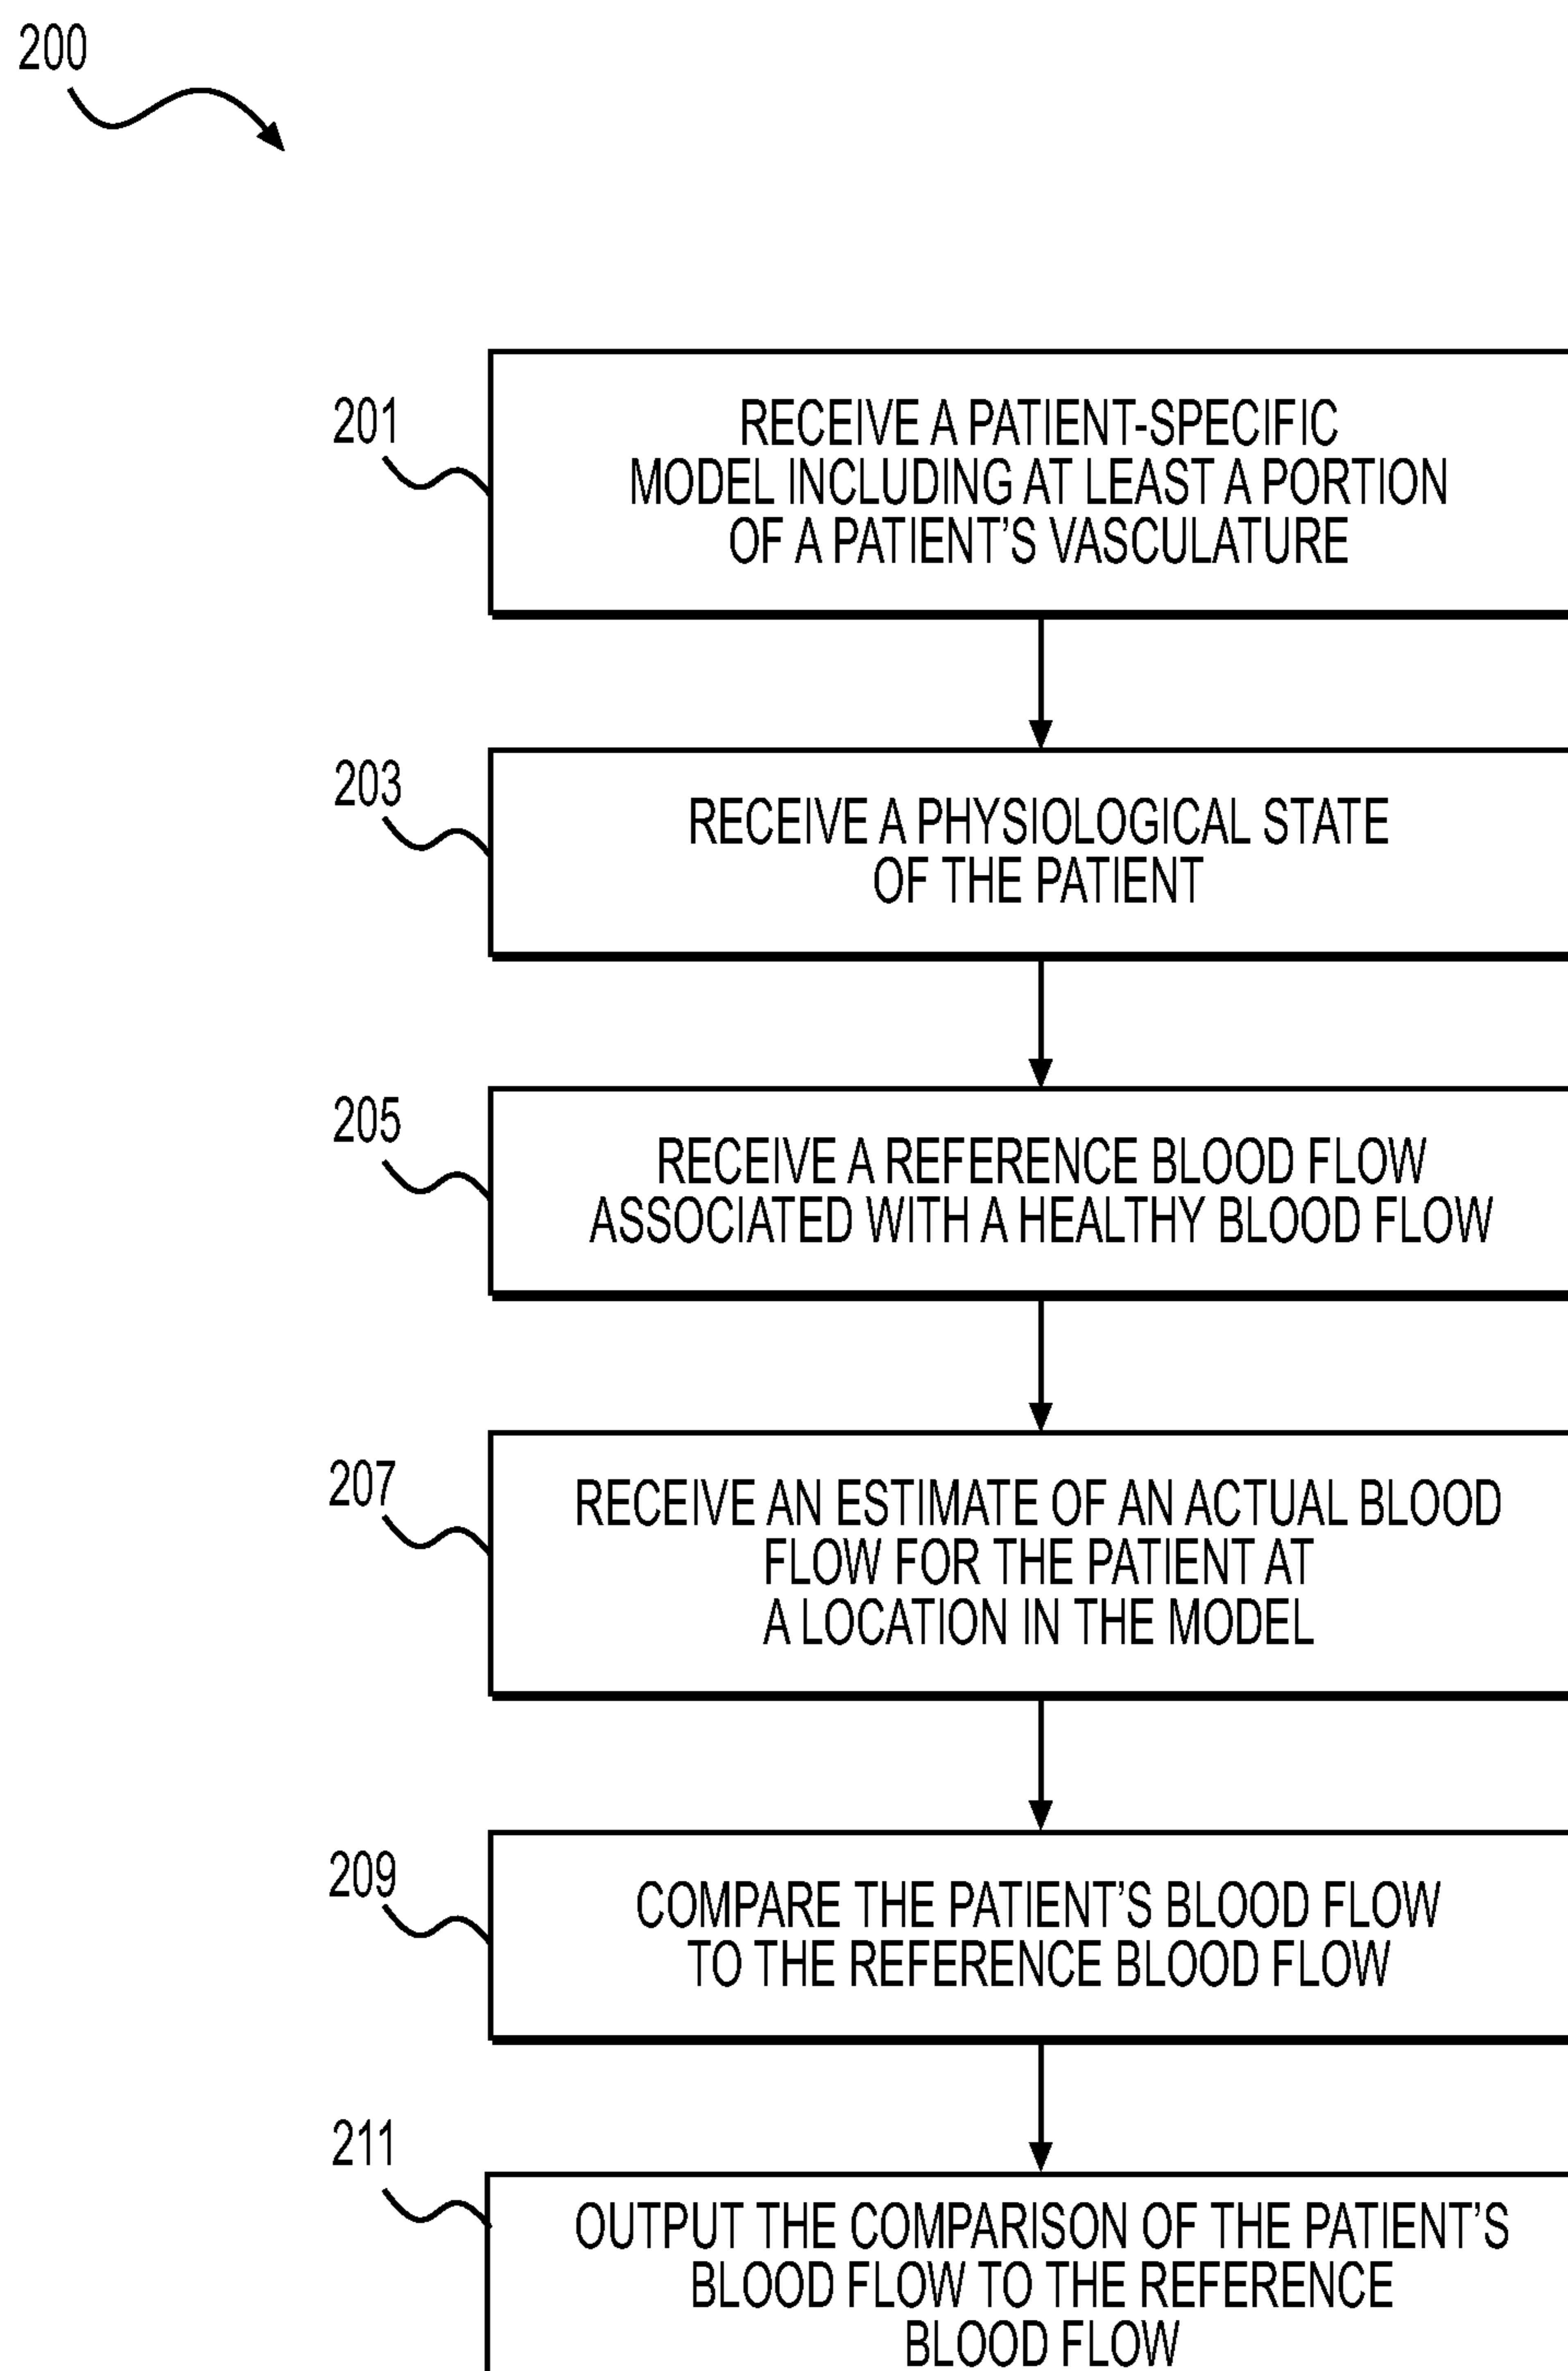 200
201
RECEIVE A PATIENT-SPECIFIC
MODEL INCLUDING AT LEAST A PORTION
OF A PATIENT'S VASCULATURE
203
RECEIVE A PHYSIOLOGICAL STATE
OF THE PATIENT
205
RECEIVE A REFERENCE BLOOD FLOW
ASSOCIATED WITH A HEALTHY BLOOD FLOW
207
RECEIVE AN ESTIMATE OF AN ACTUAL BLOOD
FLOW FOR THE PATIENT AT
A LOCATION IN THE MODEL
209
COMPARE THE PATIENT'S BLOOD FLOW
TO THE REFERENCE BLOOD FLOW
211
OUTPUT THE COMPARISON OF THE PATIENT'S
BLOOD FLOW TO THE REFERENCE
BLOOD FLOW